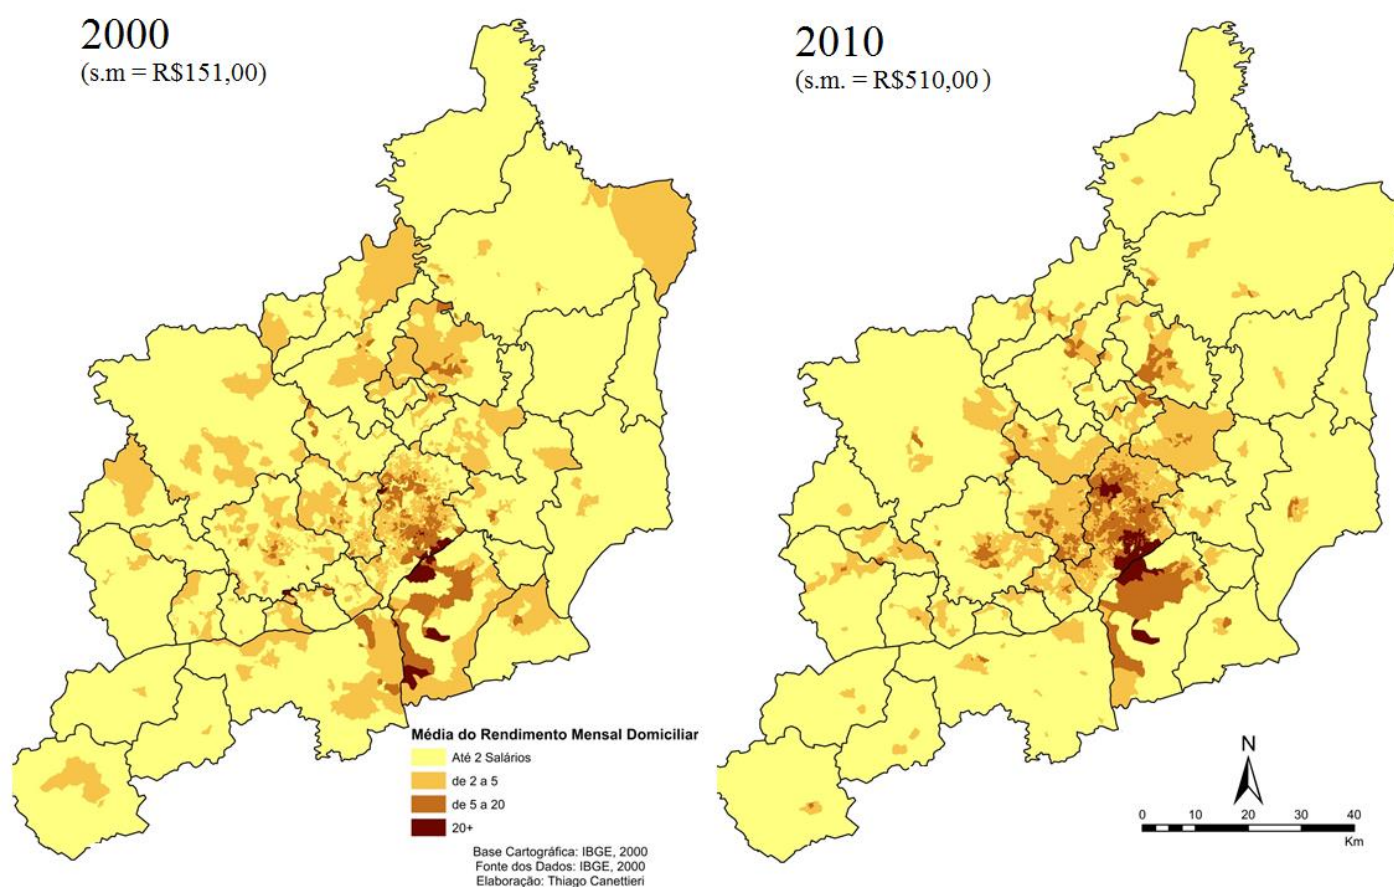 2000
(s.m = R$151,00)
2010
(s.m. = R$510,00 )
Média do Rendimento Mensal Domiciliar
Até 2 Salários
de 2 a 5
de 5 a 20
20+
Base Cartográfica: IBGE, 2000
Fonte dos Dados: IBGE, 2000
Elaboração: Thiago Canettieri
N
0 10 20 30 40
Km